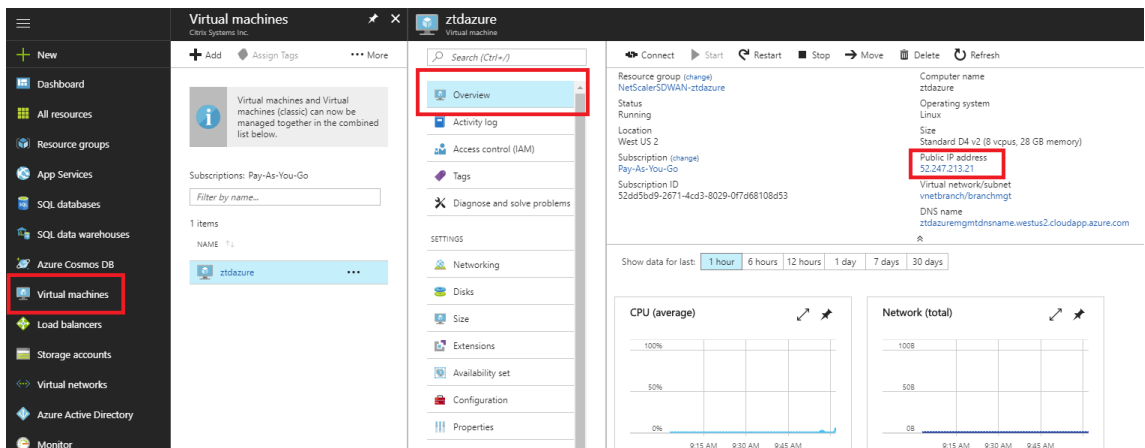 Virtual machines
Citrix Systems Inc.
ztdazure
Virtual machine
New
Dashboard
All resources
Resource groups
App Services
SQL databases
SQL data warehouses
Azure Cosmos DB
Virtual machines
Load balancers
Storage accounts
Virtual networks
Azure Active Directory
Monitor
Add Assign Tags ••• More
Virtual machines and Virtual
machines (classic) can now be
managed together in the combined
list below.
Subscriptions: Pay-As-You-Go
Filter by name...
1 items
NAME
ztdazure •••
Search (Ctrl+/)
Overview
Activity log
Access control (IAM)
Tags
Diagnose and solve problems
SETTINGS
Networking
Disks
Size
Extensions
Availability set
Configuration
Properties
Connect Start Restart Stop Move Delete Refresh
Resource group (change)
NetScalerSDWAN-ztdazure
Status
Running
Location
West US 2
Subscription (change)
Pay-As-You-Go
Subscription ID
52dd5bd9-2671-4cd3-8029-0f7d68108d53
Computer name
ztdazure
Operating system
Linux
Size
Standard D4 v2 (8 vcpus, 28 GB memory)
Public IP address
52.247.213.21
Virtual network/subnet
vnetbranch/branchmgt
DNS name
ztdazuremgmtdnsname.westus2.cloudapp.azure.com
Show data for last: 1 hour 6 hours 12 hours 1 day 7 days 30 days
CPU (average)
100%
50%
0%
9:15 AM 9:30 AM 9:45 AM
Network (total)
100B
50B
0B
9:15 AM 9:30 AM 9:45 AM